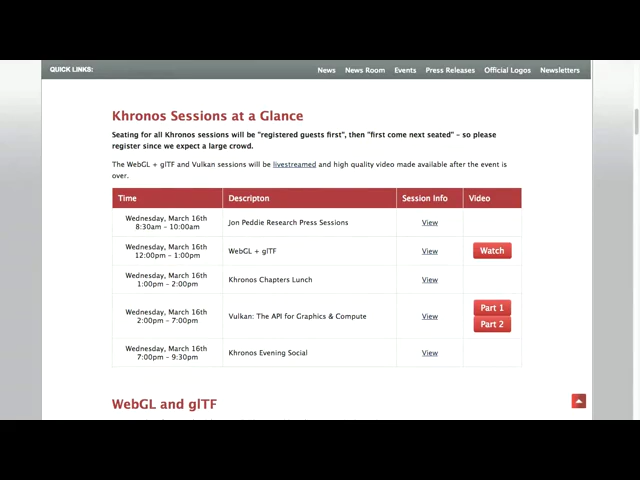 QUICK LINKS:
News News Room Events Press Releases Official Logos Newsletters
Khronos Sessions at a Glance
Seating for all Khronos sessions will be "registered guests first", then "first come next seated" – so please
register since we expect a large crowd.
The WebGL + glTF and Vulkan sessions will be livestreamed and high quality video made available after the event is
over.
Time Descripton Session Info Video
Wednesday, March 16th
8:30am – 10:00am
Jon Peddie Research Press Sessions
View
Wednesday, March 16th
12:00pm – 1:00pm
WebGL + glTF
View
Watch
Wednesday, March 16th
1:00pm – 2:00pm
Khronos Chapters Lunch
View
Wednesday, March 16th
2:00pm – 7:00pm
Vulkan: The API for Graphics & Compute
View
Part 1
Part 2
Wednesday, March 16th
7:00pm – 9:30pm
Khronos Evening Social
View
WebGL and glTF